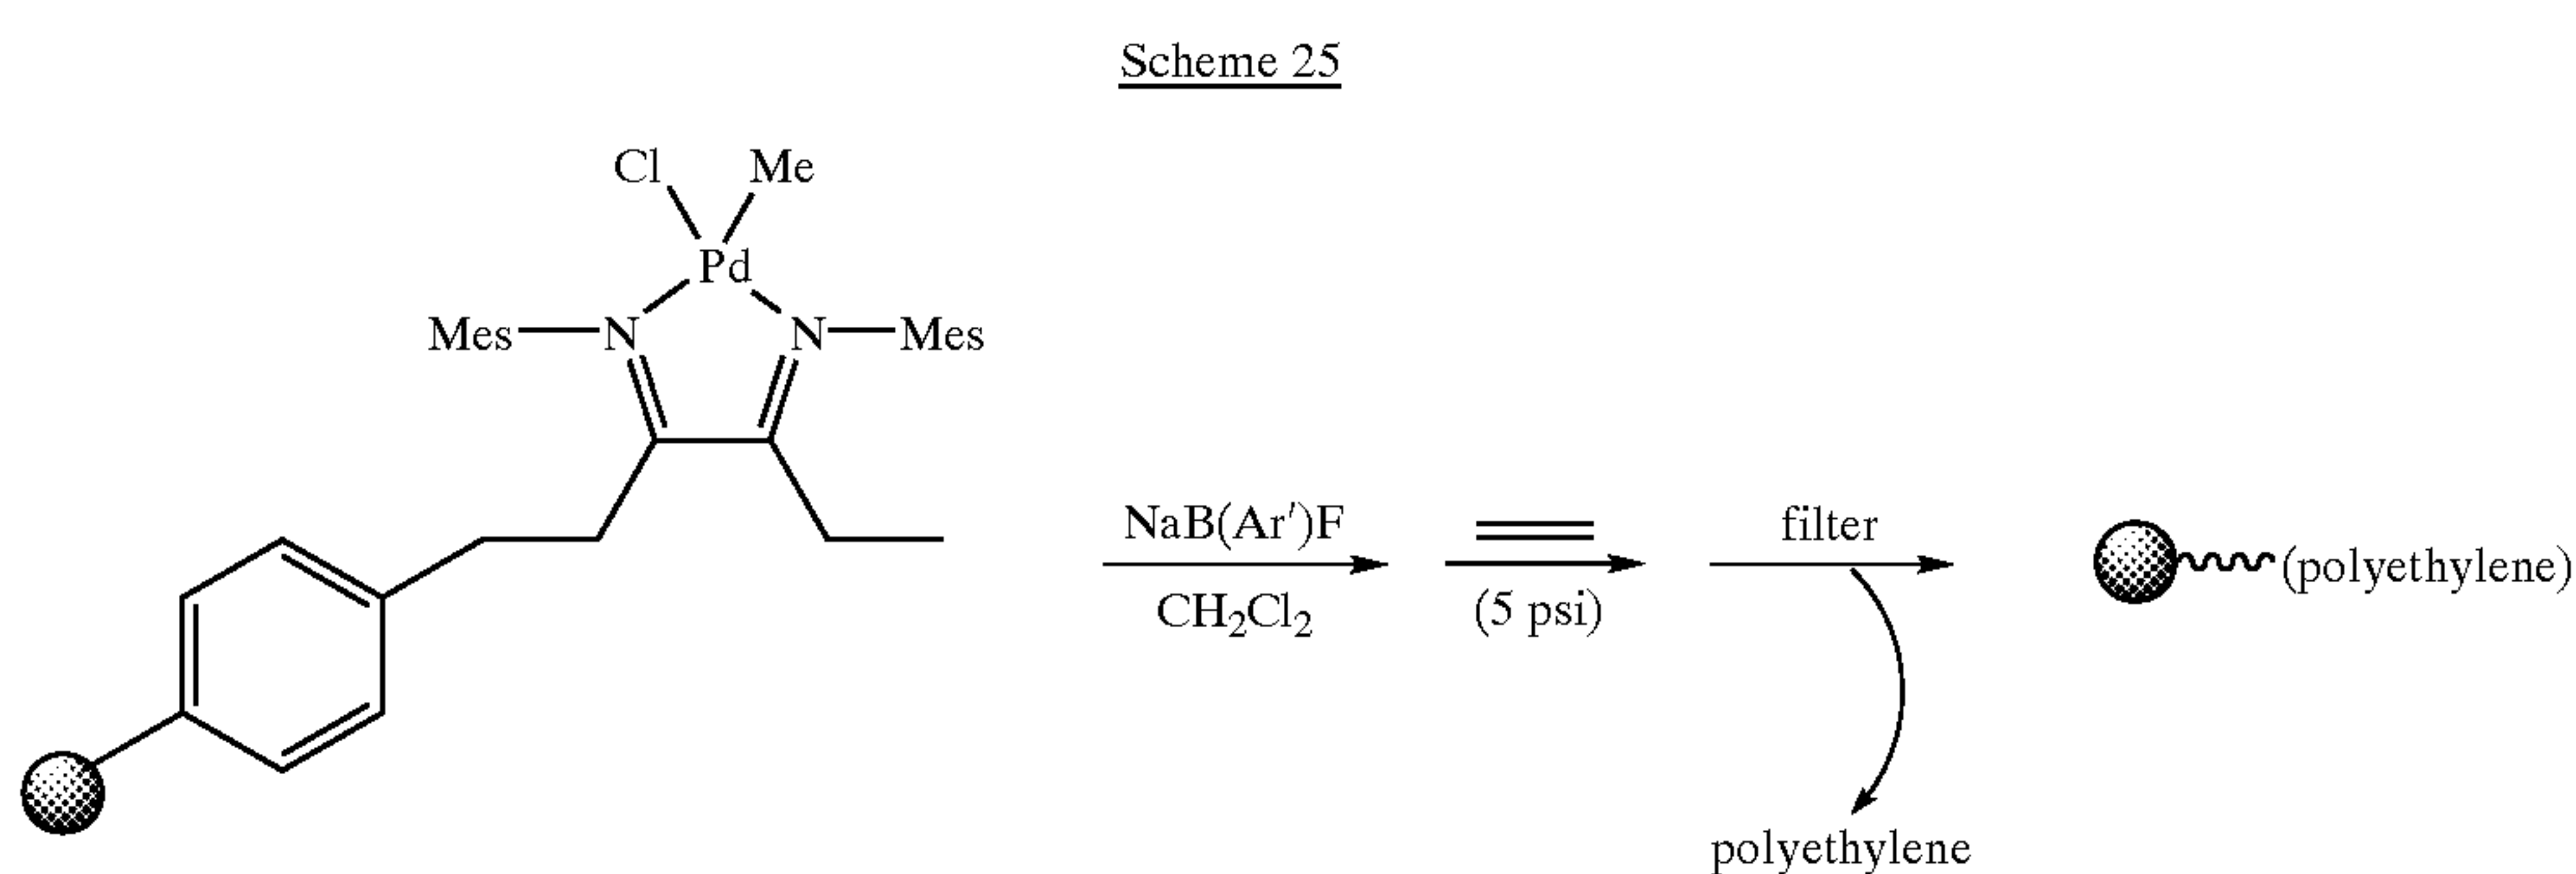 Scheme 25
Cl Me
Pd
Mes N N Mes
NaB(Ar′)F
CH₂Cl₂
(5 psi)
filter
(polyethylene)
polyethylene